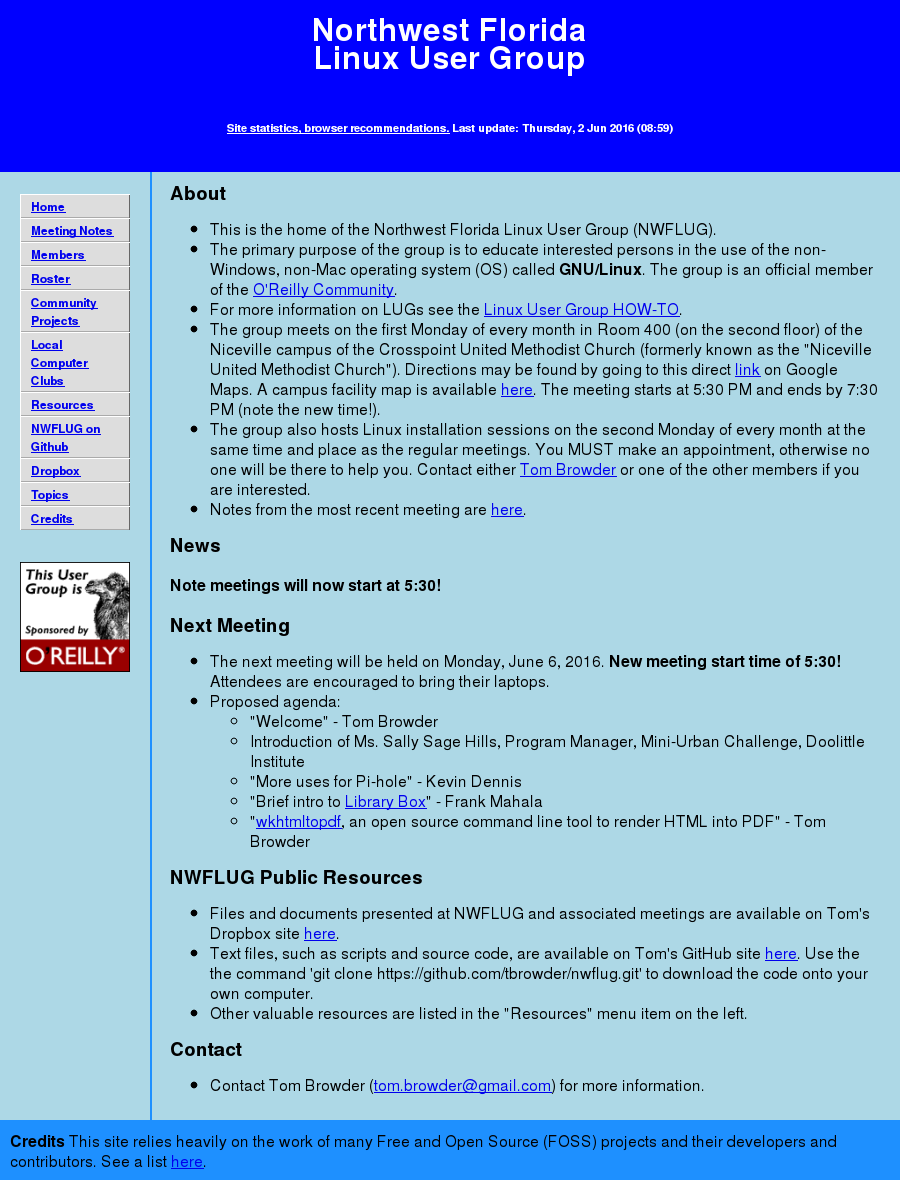 Northwest Florida
Linux User Group
Site statistics, browser recommendations. Last update: Thursday, 2 Jun 2016 (08:59)
Home
Meeting Notes
Members
Roster
Community
Projects
Local
Computer
Clubs
Resources
NWFLUG on
Github
Dropbox
Topics
Credits
This User
Group is
Sponsored by
O'REILLY®
About
This is the home of the Northwest Florida Linux User Group (NWFLUG).
The primary purpose of the group is to educate interested persons in the use of the non-
Windows, non-Mac operating system (OS) called GNU/Linux. The group is an official member
of the O'Reilly Community.
For more information on LUGs see the Linux User Group HOW-TO.
The group meets on the first Monday of every month in Room 400 (on the second floor) of the
Niceville campus of the Crosspoint United Methodist Church (formerly known as the "Niceville
United Methodist Church"). Directions may be found by going to this direct link on Google
Maps. A campus facility map is available here. The meeting starts at 5:30 PM and ends by 7:30
PM (note the new time!).
The group also hosts Linux installation sessions on the second Monday of every month at the
same time and place as the regular meetings. You MUST make an appointment, otherwise no
one will be there to help you. Contact either Tom Browder or one of the other members if you
are interested.
Notes from the most recent meeting are here.
News
Note meetings will now start at 5:30!
Next Meeting
The next meeting will be held on Monday, June 6, 2016. New meeting start time of 5:30!
Attendees are encouraged to bring their laptops.
Proposed agenda:
"Welcome" - Tom Browder
Introduction of Ms. Sally Sage Hills, Program Manager, Mini-Urban Challenge, Doolittle
Institute
"More uses for Pi-hole" - Kevin Dennis
"Brief intro to Library Box" - Frank Mahala
"wkhtmltopdf, an open source command line tool to render HTML into PDF" - Tom
Browder
NWFLUG Public Resources
Files and documents presented at NWFLUG and associated meetings are available on Tom's
Dropbox site here.
Text files, such as scripts and source code, are available on Tom's GitHub site here. Use the
the command 'git clone https://github.com/tbrowder/nwflug.git' to download the code onto your
own computer.
Other valuable resources are listed in the "Resources" menu item on the left.
Contact
Contact Tom Browder (tom.browder@gmail.com) for more information.
Credits This site relies heavily on the work of many Free and Open Source (FOSS) projects and their developers and
contributors. See a list here.